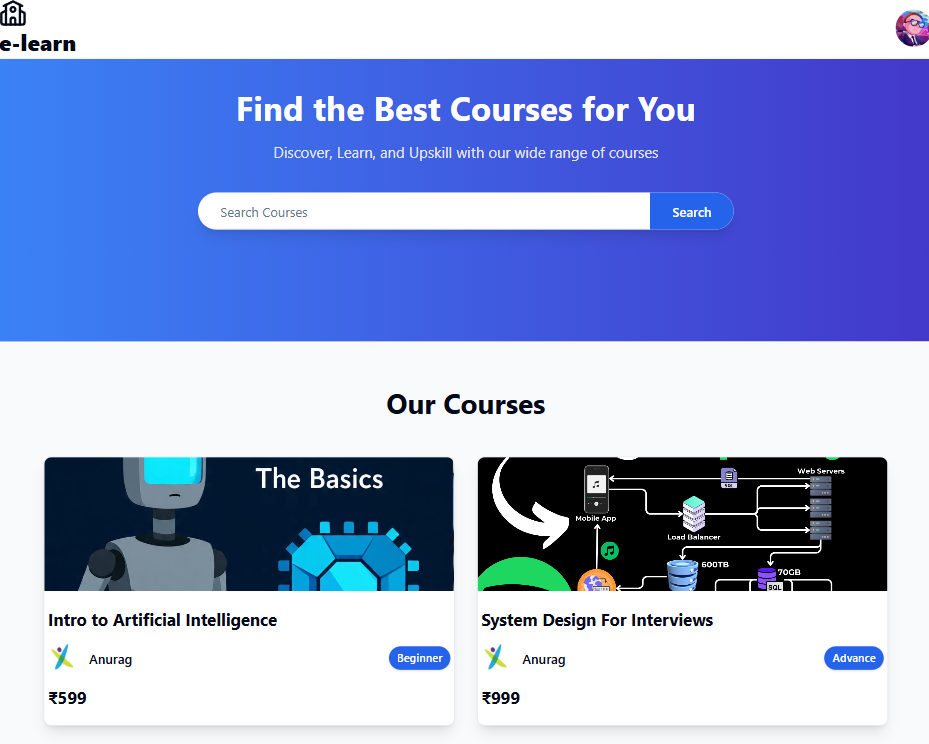 e-learn
Find the Best Courses for You
Discover, Learn, and Upskill with our wide range of courses
Search Courses
Search
Our Courses
The Basics
Web Servers
Mobile App
Load Balancer
600TB
70GB
SQL
Intro to Artificial Intelligence
System Design For Interviews
Anurag
Beginner
Anurag
Advance
₹599
₹999